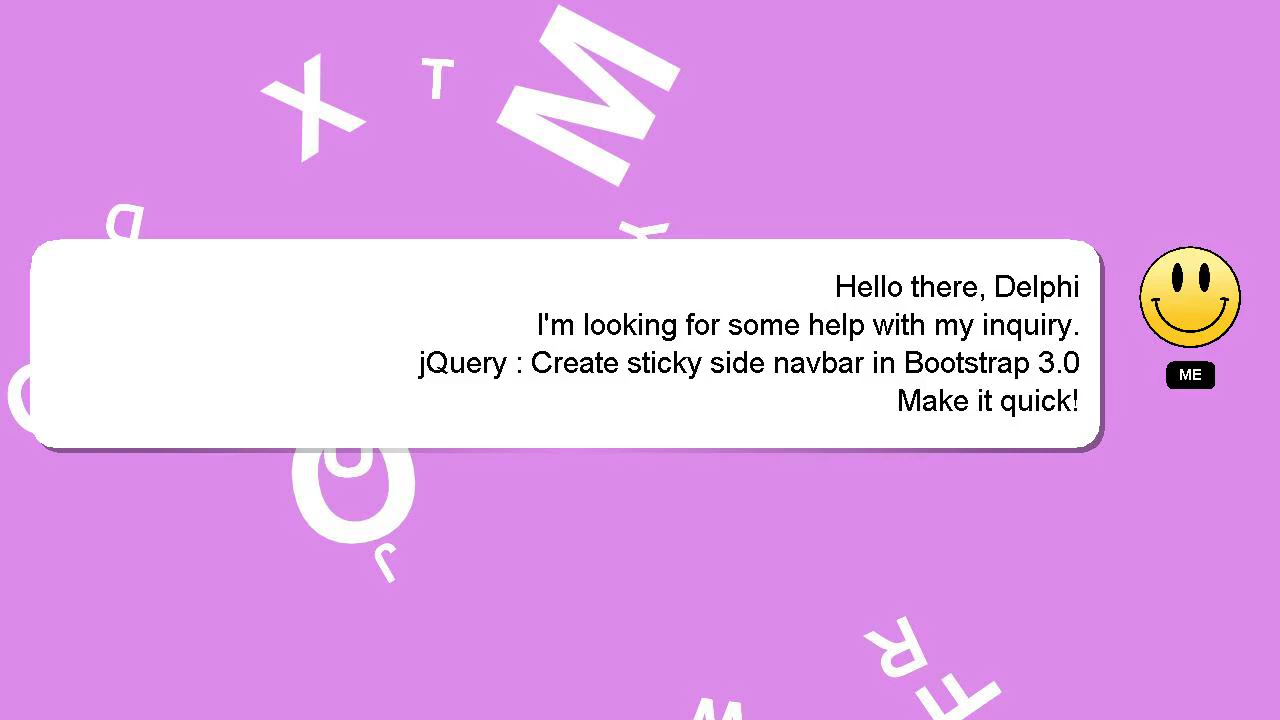 X
T
M
D
Y
Hello there, Delphi
I'm looking for some help with my inquiry.
jQuery : Create sticky side navbar in Bootstrap 3.0
Make it quick!
ME
J
R
F
W